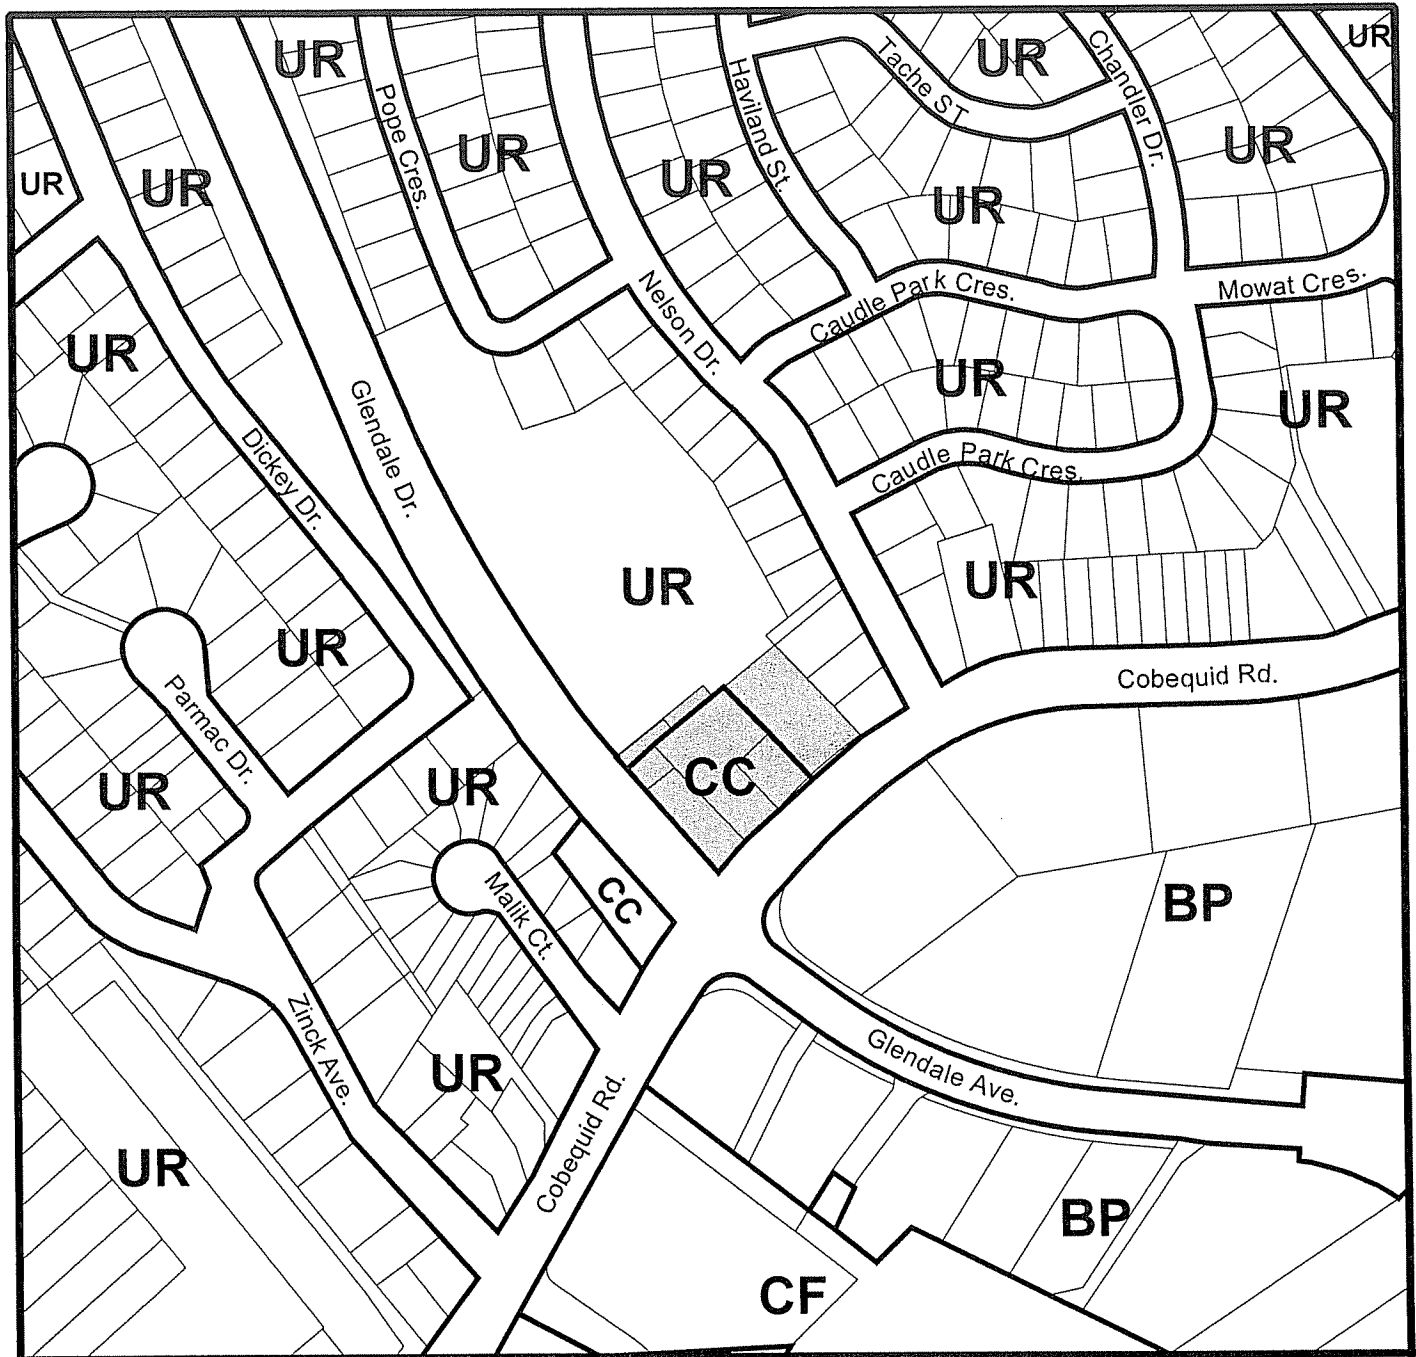 UR
UR
UR
Pope Cres.
Haviland St.
Tache ST
Chandler Dr.
UR
UR
UR
UR
UR
UR
Nelson Dr.
Caudle Park Cres.
Mowat Cres.
UR
Glendale Dr.
UR
UR
Dickey Dr.
Caudle Park Cres.
UR
UR
UR
Cobequid Rd.
Parmac Dr.
UR
UR
CC
Malik Ct.
CC
BP
Zinck Ave.
UR
Glendale Ave.
Cobequid Rd.
UR
BP
CF